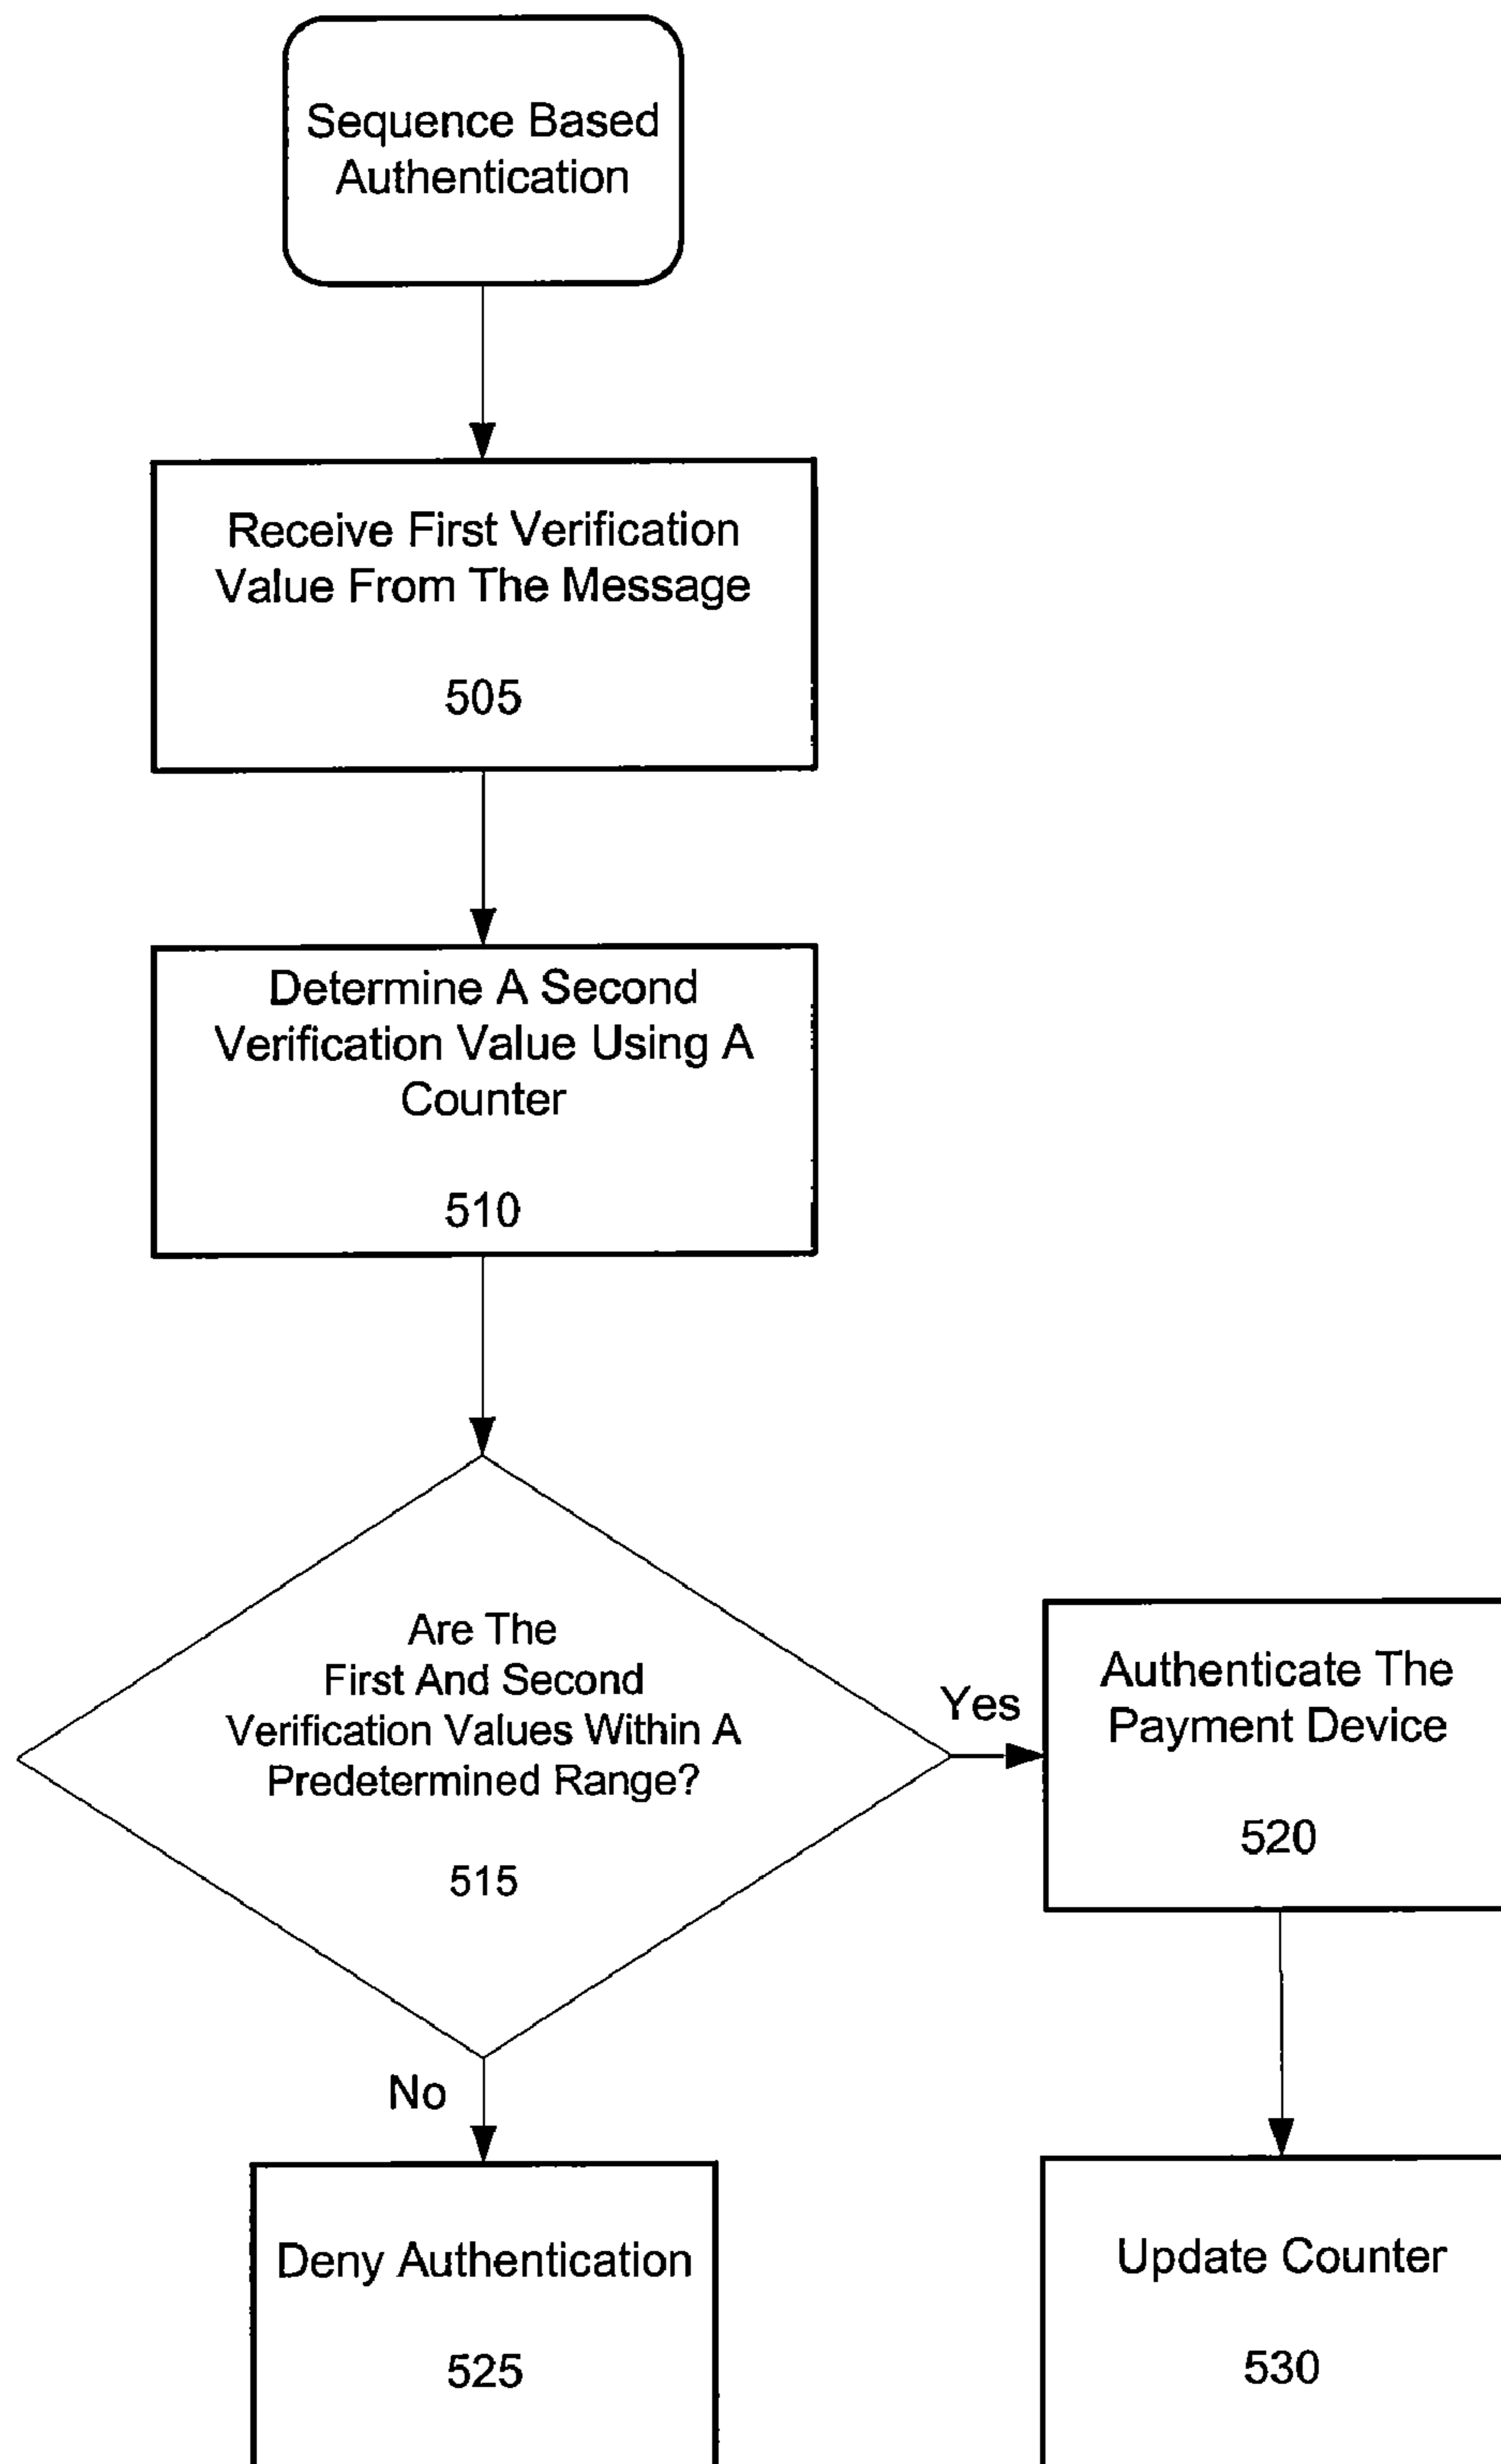 Sequence Based
Authentication
Receive First Verification
Value From The Message
505
Determine A Second
Verification Value Using A
Counter
510
Are The
First And Second
Verification Values Within A
Predetermined Range?
515
Yes
Authenticate The
Payment Device
520
No
Deny Authentication
525
Update Counter
530